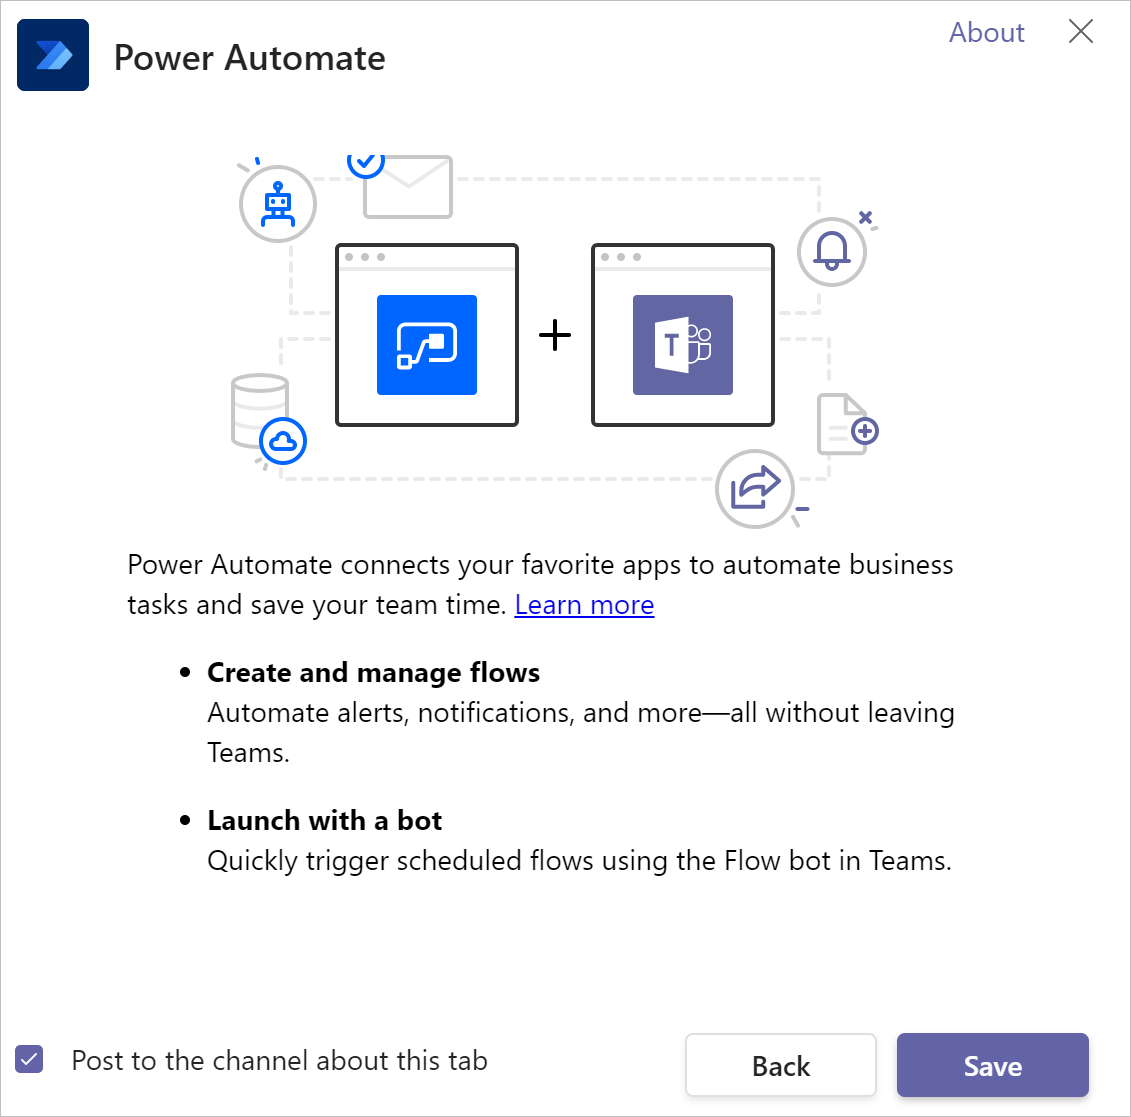 Power Automate
About
T
Power Automate connects your favorite apps to automate business
tasks and save your team time. Learn more
Create and manage flows
Automate alerts, notifications, and more—all without leaving
Teams.
Launch with a bot
Quickly trigger scheduled flows using the Flow bot in Teams.
Post to the channel about this tab
Back
Save